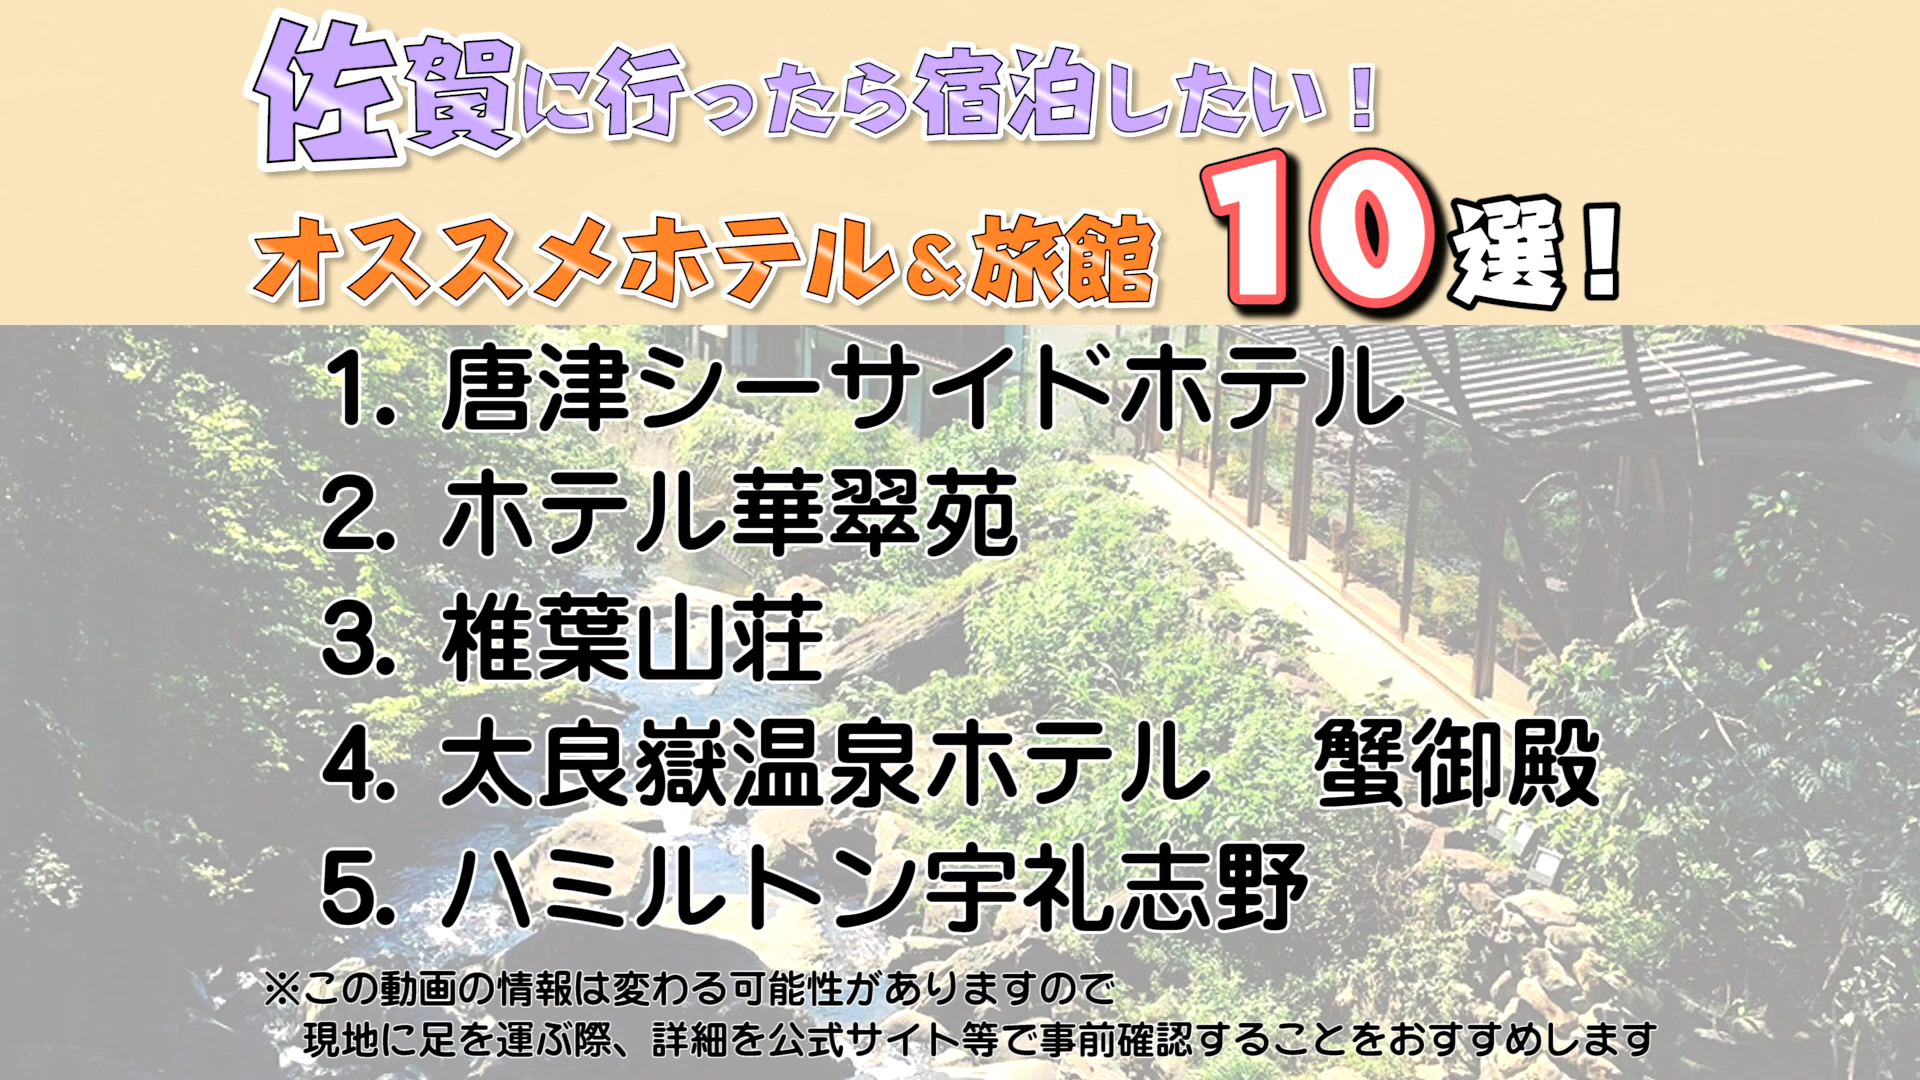 佐賀に行ったら宿泊したい!
オススメホテル&旅館 10選!
1. 唐津シーサイドホテル
2. ホテル華翠苑
3. 椎葉山荘
4. 太良嶽温泉ホテル　蟹御殿
5. ハミルトン宇礼志野
※この動画の情報は変わる可能性がありますので
現地に足を運ぶ際、詳細を公式サイト等で事前確認することをおすすめします